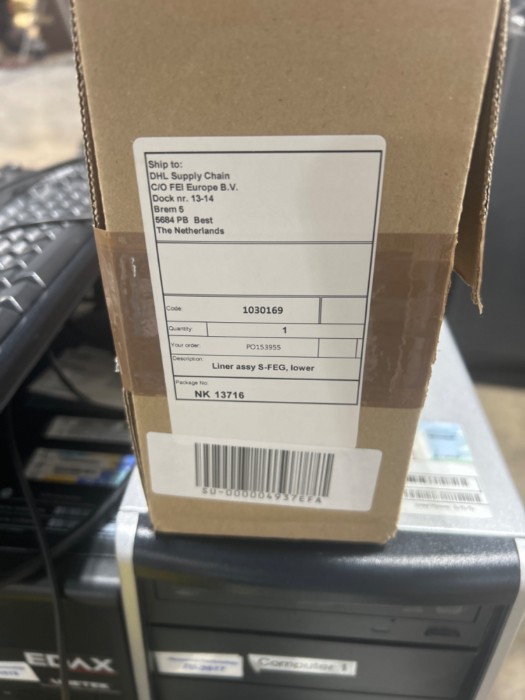 Ship to:
DHL Supply Chain
C/O FEI Europe B.V.
Dock nr. 13-14
Brem 5
5684 PB Best
The Netherlands
Code: 1030169
Quantity: 1
Your order: PO153955
Description:
Liner assy S-FEG, lower
Package No
NK 13716
EDAX
Computer 1